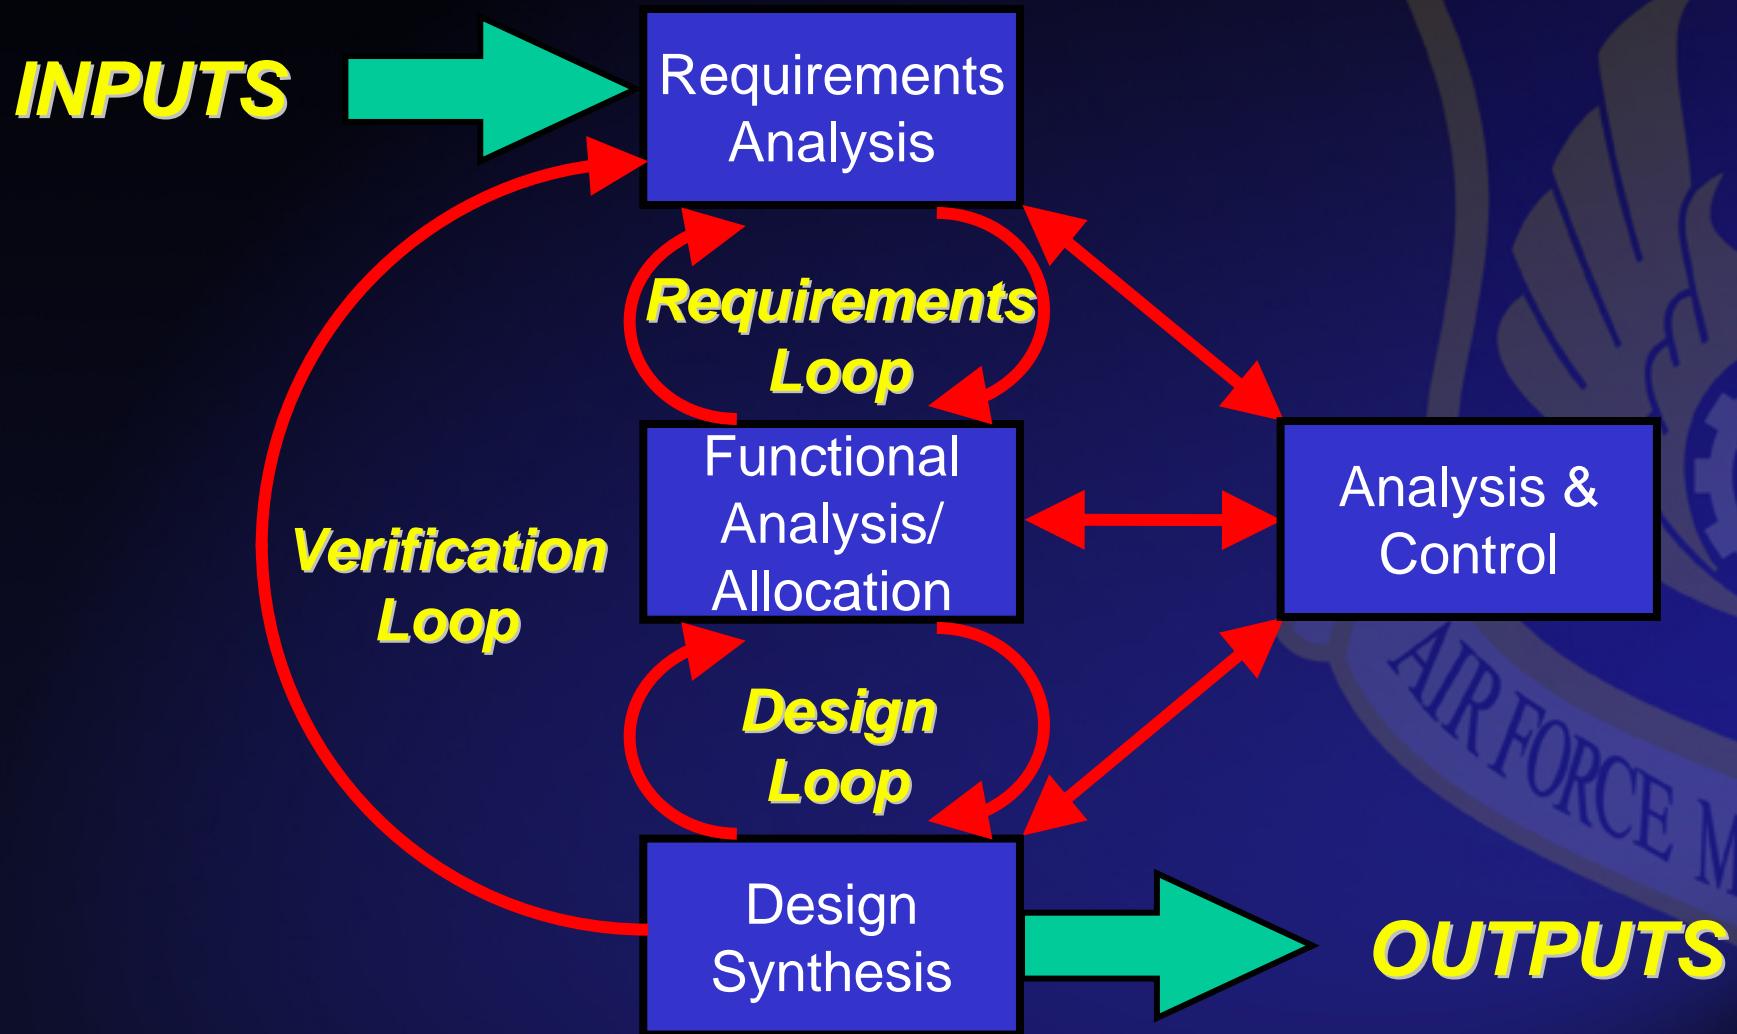 INPUTS
Requirements
Analysis
Requirements
Loop
Functional
Analysis/
Allocation
Analysis &
Control
Verification
Loop
Design
Loop
Design
Synthesis
OUTPUTS
AIR FORCE M